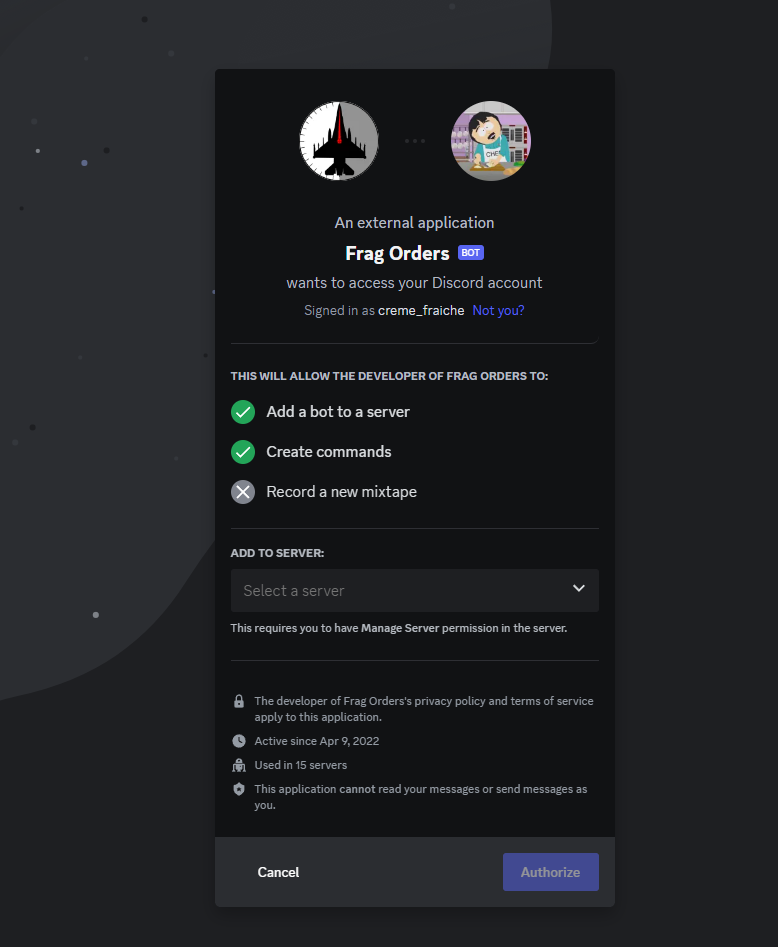 CHEF
An external application
Frag Orders BOT
wants to access your Discord account
Signed in as creme_fraiche Not you?
THIS WILL ALLOW THE DEVELOPER OF FRAG ORDERS TO:
Add a bot to a server
Create commands
Record a new mixtape
ADD TO SERVER:
Select a server
This requires you to have Manage Server permission in the server.
The developer of Frag Orders's privacy policy and terms of service
apply to this application.
Active since Apr 9, 2022
Used in 15 servers
This application cannot read your messages or send messages as
you.
Cancel
Authorize